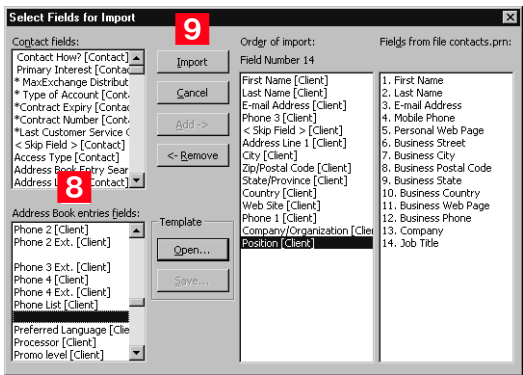 Select Fields for Import
9
Contact fields:
Contact How? [Contact]
Primary Interest [Contac
* MaxExchange Distribut
* Type of Account [Cont
*Contract Expiry [Contac
*Contract Number [Cont
*Last Customer Service C
< Skip Field > [Contact]
Access Type [Contact]
Address Book Entry Sear
Address L Contact]
8
Address Book entries fields:
Phone 2 [Client]
Phone 2 Ext. [Client]
Phone 3 Ext. [Client]
Phone 4 [Client]
Phone 4 Ext. [Client]
Phone List [Client]
Preferred Language [Clie
Processor [Client]
Promo level [Client]
Import
Cancel
Add ->
<- Remove
Template
Open...
Save...
Order of import:
Field Number 14
First Name [Client]
Last Name [Client]
E-mail Address [Client]
Phone 3 [Client]
< Skip Field > [Client]
Address Line 1 [Client]
City [Client]
Zip/Postal Code [Client]
State/Province [Client]
Country [Client]
Web Site [Client]
Phone 1 [Client]
Company/Organization [Clien
Position [Client]
Fields from file contacts.prn:
1. First Name
2. Last Name
3. E-mail Address
4. Mobile Phone
5. Personal Web Page
6. Business Street
7. Business City
8. Business Postal Code
9. Business State
10. Business Country
11. Business Web Page
12. Business Phone
13. Company
14. Job Title